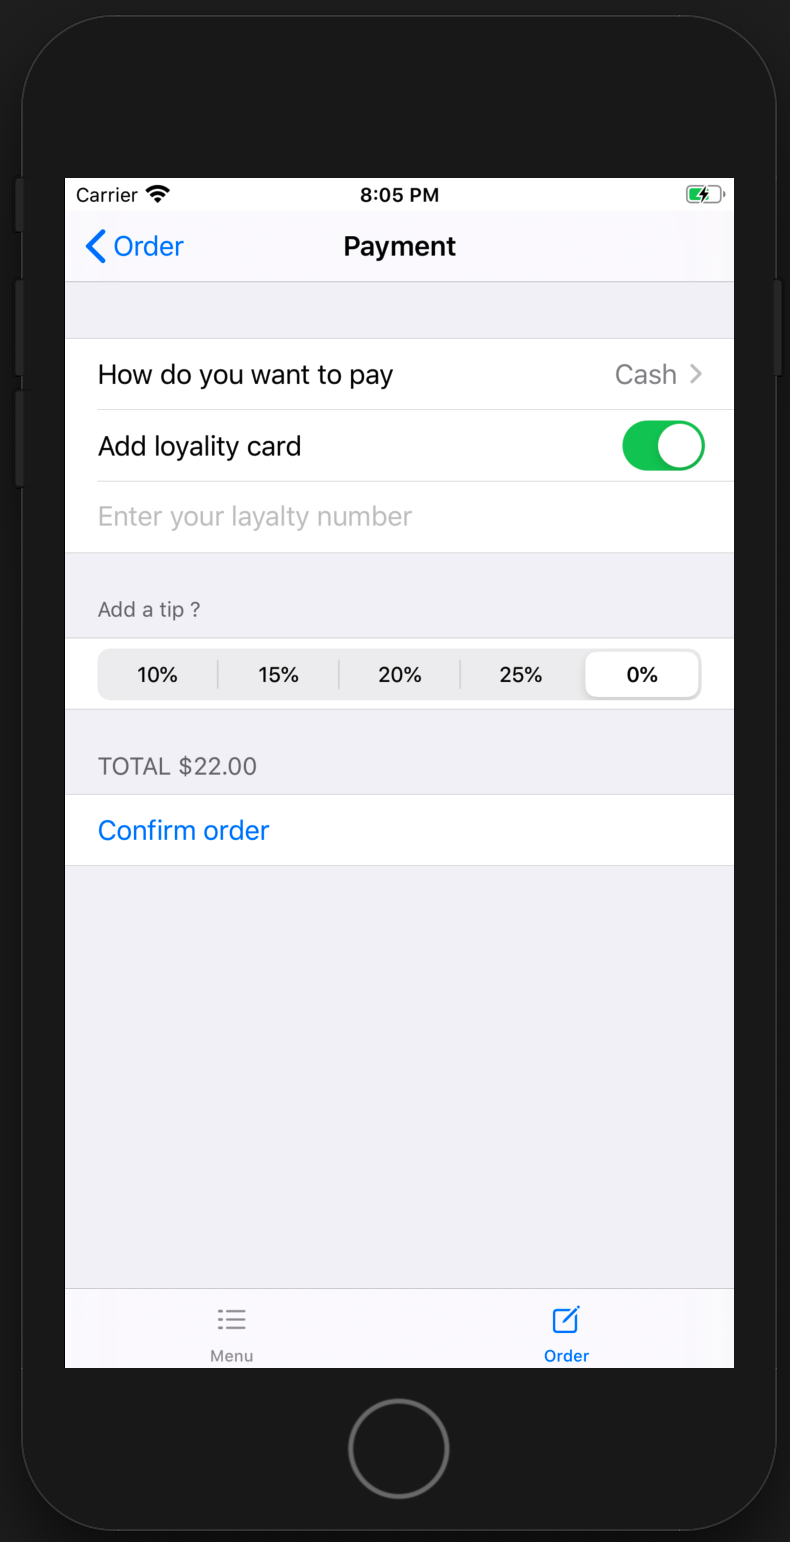 Carrier 8:05 PM
Order Payment
How do you want to pay Cash
Add loyality card
Enter your layalty number
Add a tip ?
10% 15% 20% 25% 0%
TOTAL $22.00
Confirm order
Menu Order